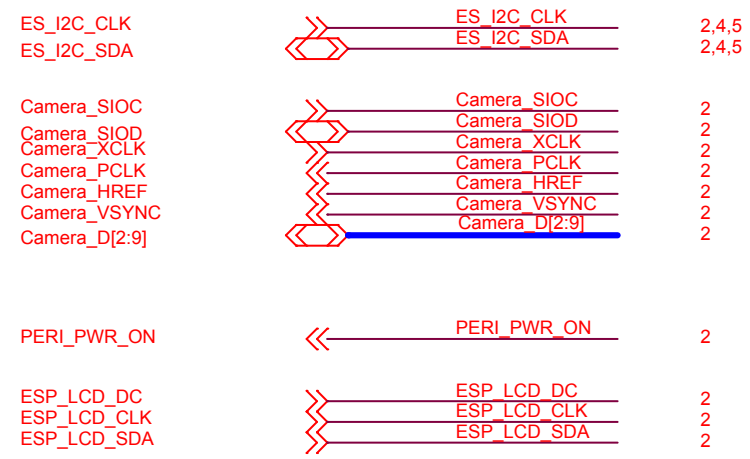 ES_I2C_CLK ES_I2C_CLK 2,4,5
ES_I2C_SDA ES_I2C_SDA 2,4,5
Camera_SIOC Camera_SIOC 2
Camera_SIOD Camera_SIOD 2
Camera_XCLK Camera_XCLK 2
Camera_PCLK Camera_PCLK 2
Camera_HREF Camera_HREF 2
Camera_VSYNC Camera_VSYNC 2
Camera_D[2:9] Camera_D[2:9] 2
PERI_PWR_ON PERI_PWR_ON 2
ESP_LCD_DC ESP_LCD_DC 2
ESP_LCD_CLK ESP_LCD_CLK 2
ESP_LCD_SDA ESP_LCD_SDA 2